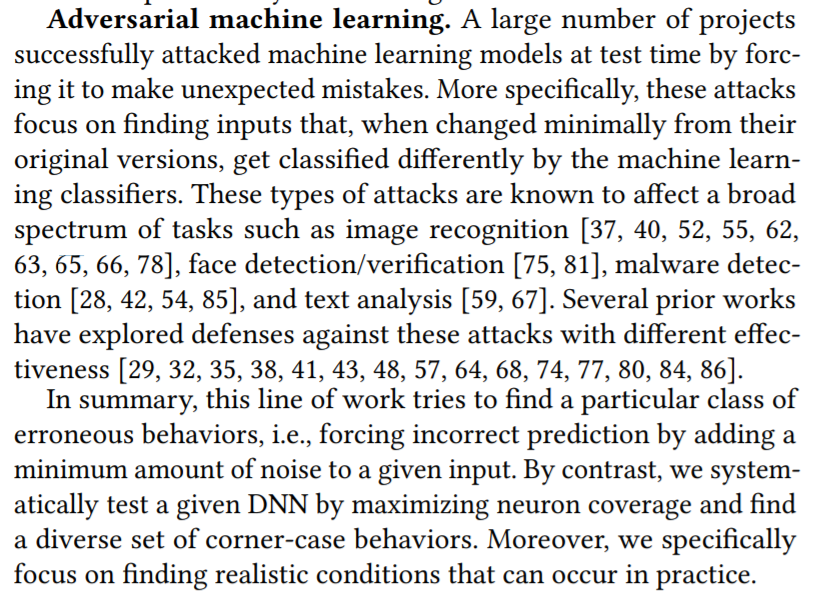 Adversarial machine learning. A large number of projects
successfully attacked machine learning models at test time by forc-
ing it to make unexpected mistakes. More specifically, these attacks
focus on finding inputs that, when changed minimally from their
original versions, get classified differently by the machine learn-
ing classifiers. These types of attacks are known to affect a broad
spectrum of tasks such as image recognition [37, 40, 52, 55, 62,
63, 65, 66, 78], face detection/verification [75, 81], malware detec-
tion [28, 42, 54, 85], and text analysis [59, 67]. Several prior works
have explored defenses against these attacks with different effec-
tiveness [29, 32, 35, 38, 41, 43, 48, 57, 64, 68, 74, 77, 80, 84, 86].
In summary, this line of work tries to find a particular class of
erroneous behaviors, i.e., forcing incorrect prediction by adding a
minimum amount of noise to a given input. By contrast, we system-
atically test a given DNN by maximizing neuron coverage and find
a diverse set of corner-case behaviors. Moreover, we specifically
focus on finding realistic conditions that can occur in practice.